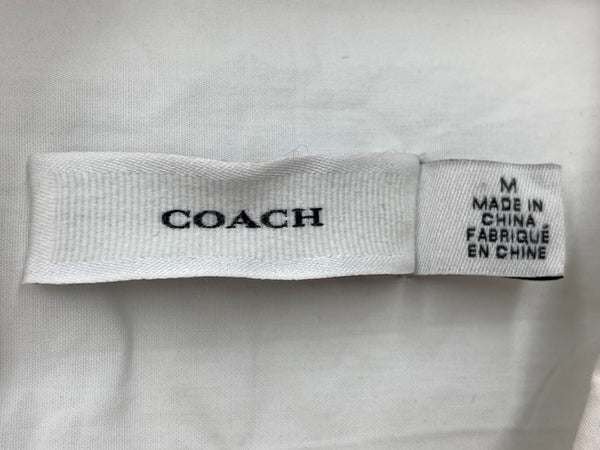 COACH
M
MADE IN
CHINA
FABRIQUÉ
EN CHINE